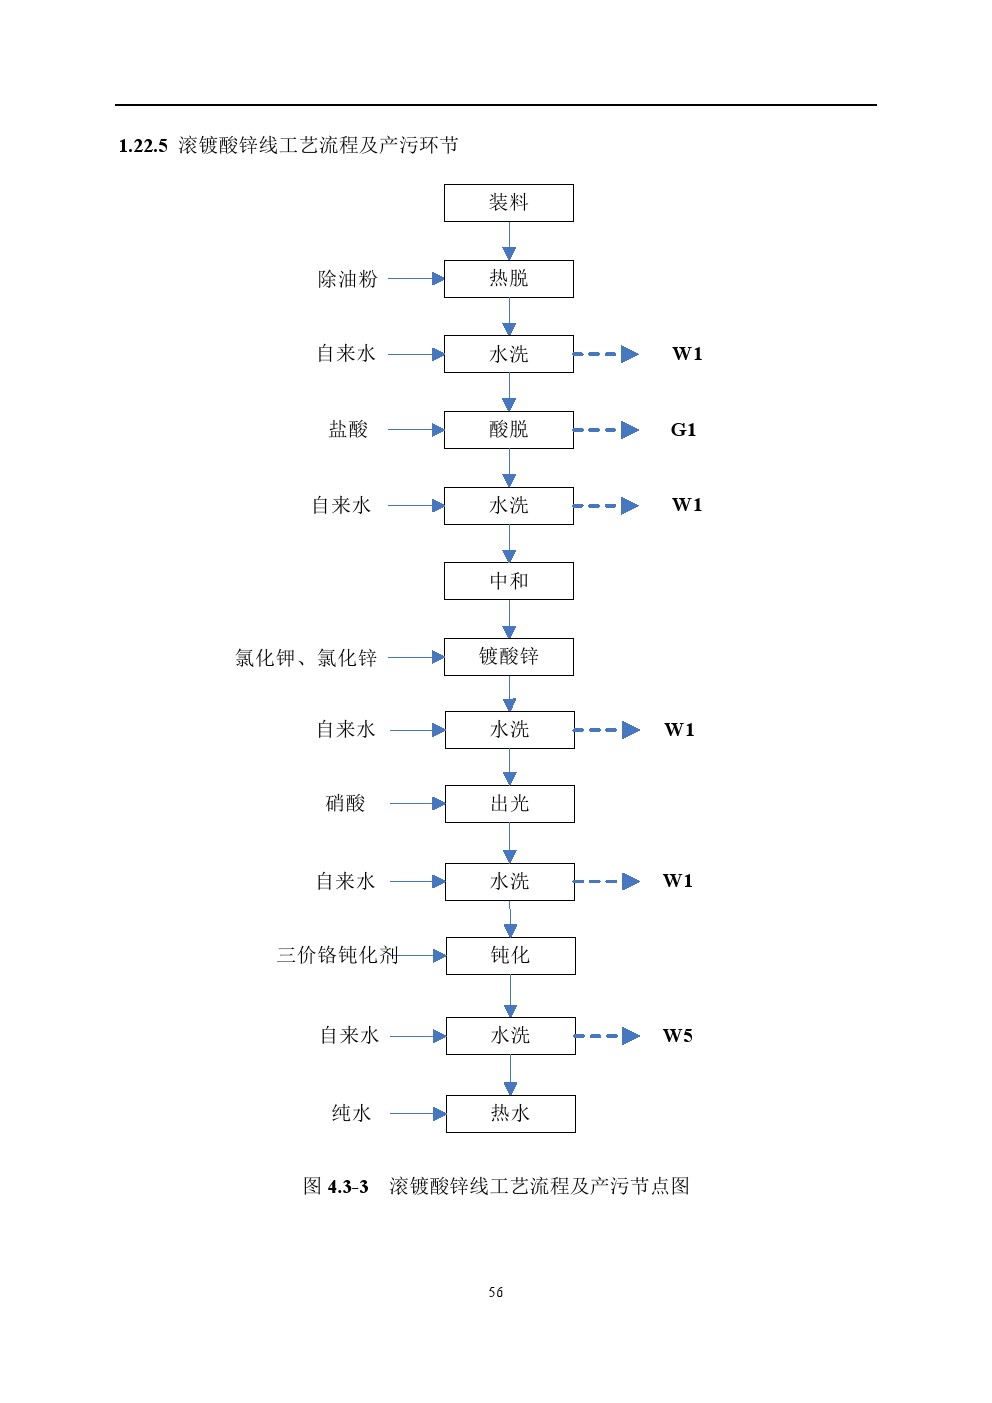 1.22.5 滚镀酸锌线工艺流程及产污环节
装料
除油粉 热脱
自来水 水洗 W1
盐酸 酸脱 G1
自来水 水洗 W1
中和
氯化钾、氯化锌 镀酸锌
自来水 水洗 W1
硝酸 出光
自来水 水洗 W1
三价铬钝化剂 钝化
自来水 水洗 W5
纯水 热水
图 4.3-3 滚镀酸锌线工艺流程及产污节点图
56